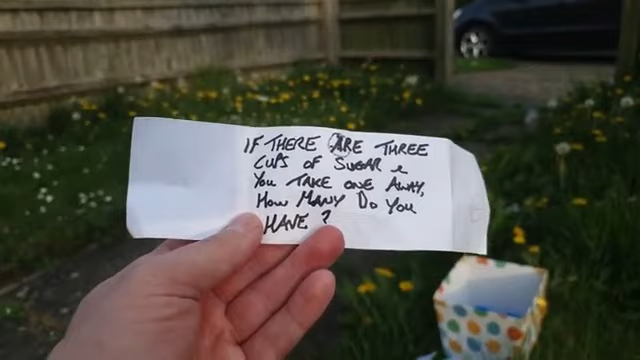 IF THERE ARE THREE
CUPS OF SUGAR &
YOU TAKE ONE AWAY,
HOW MANY DO YOU
HAVE?